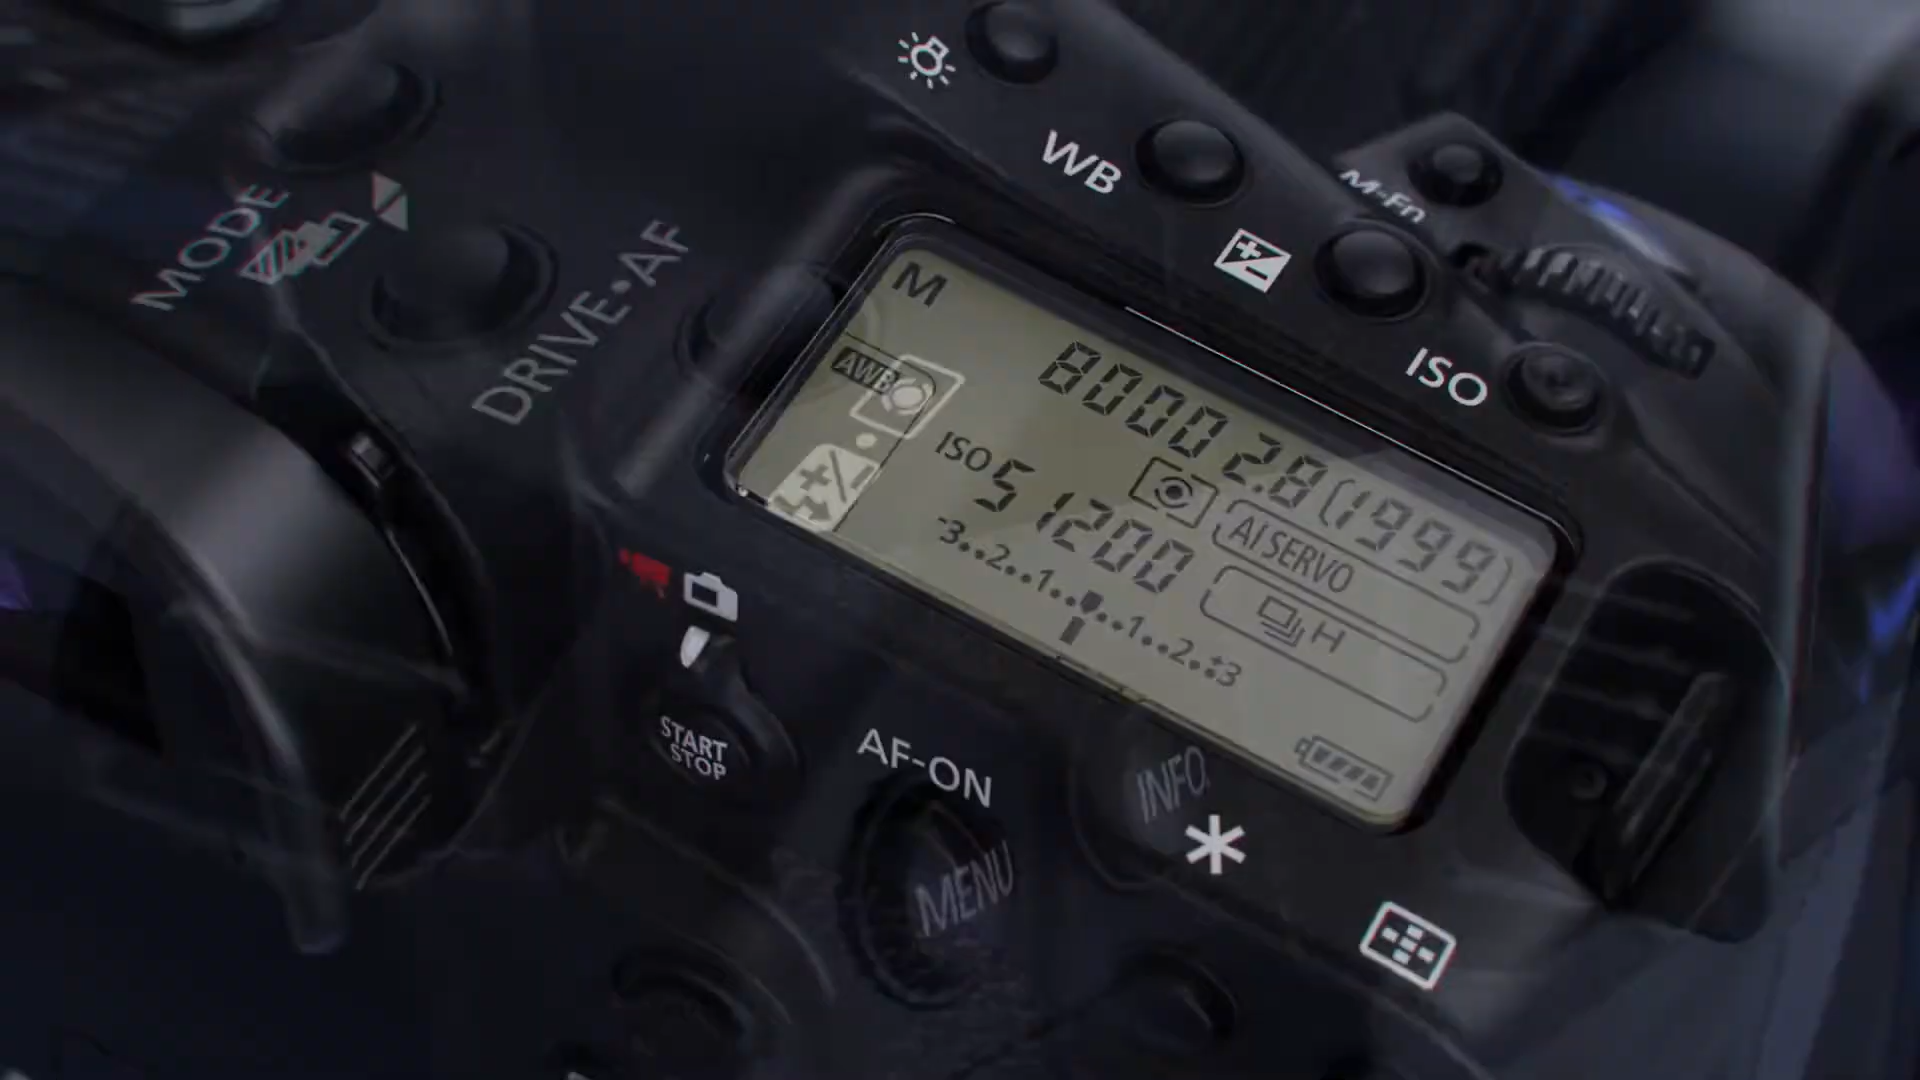 WB
M-Fn
MODE
DRIVE•AF
ISO
M
AWB
8000 2.8 (1999)
ISO 51200
AI SERVO
-3..2..1..▼..1..2..+3
H
START
STOP
AF-ON
INFO.
MENU